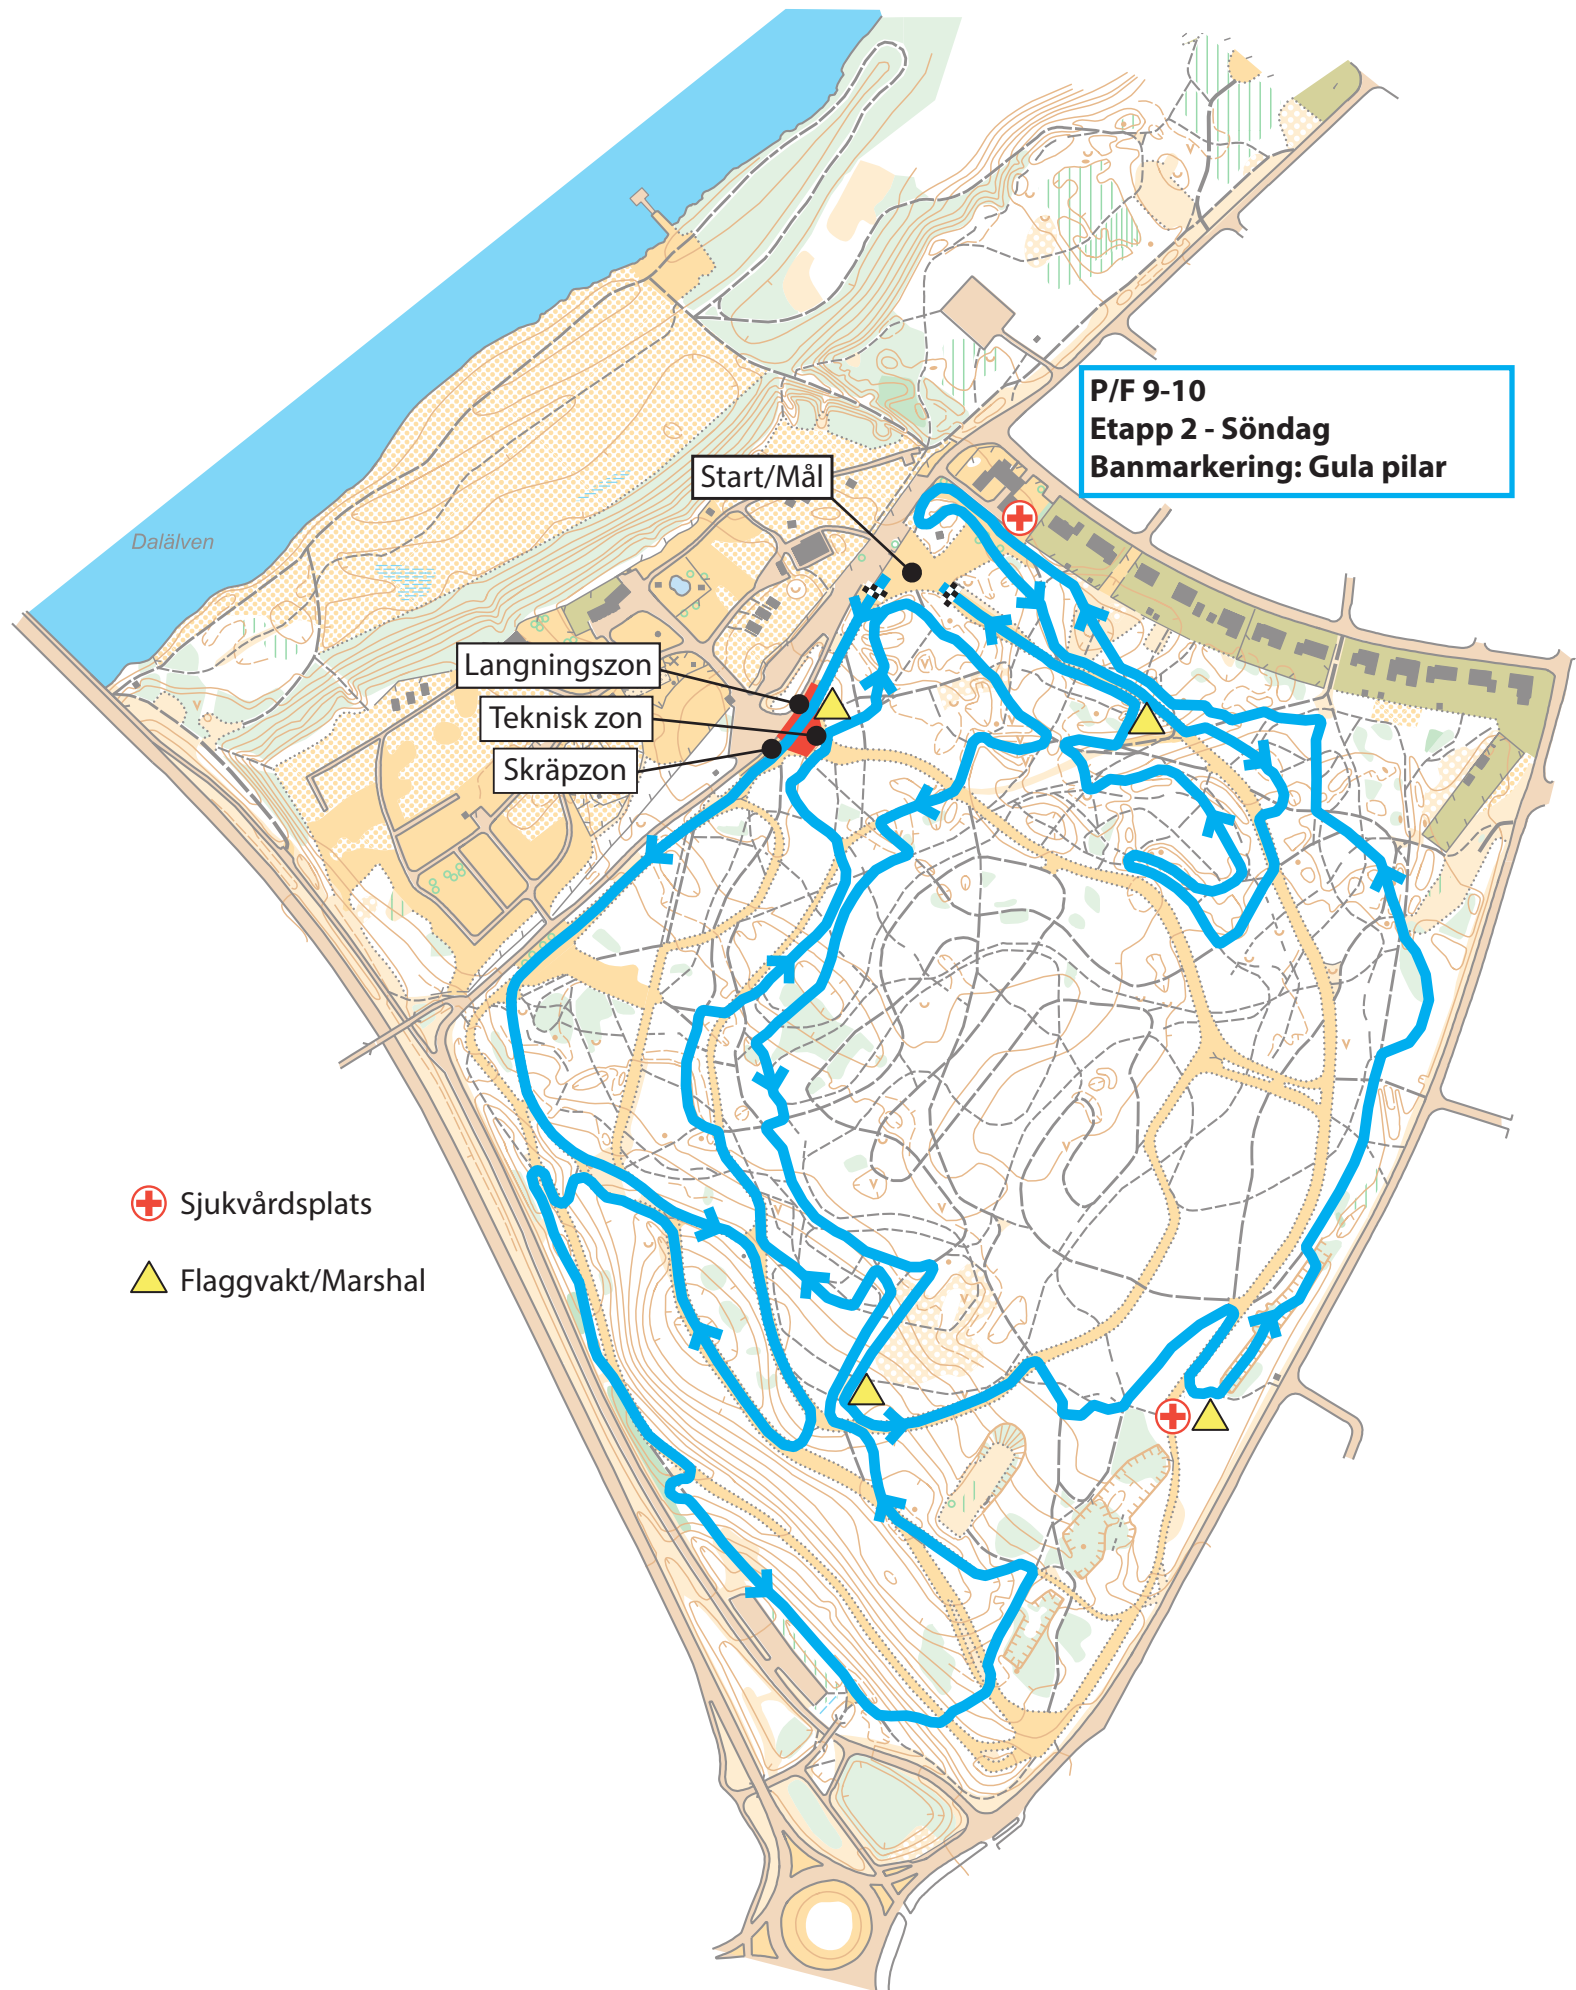 P/F 9-10
Etapp 2 - Söndag
Banmarkering: Gula pilar
Start/Mål
Dalälven
Langningszon
Teknisk zon
Skräpzon
Sjukvårdsplats
Flaggvakt/Marshal